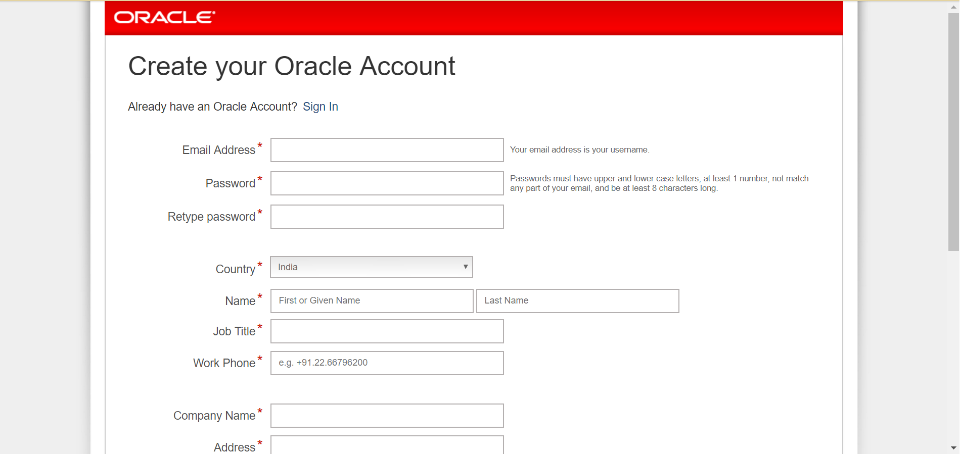 ORACLE
Create your Oracle Account
Already have an Oracle Account? Sign In
Email Address * Your email address is your username.
Password * Passwords must have upper and lower case letters, at least 1 number, not match
any part of your email, and be at least 8 characters long.
Retype password *
Country * India
Name * First or Given Name Last Name
Job Title *
Work Phone * e.g. +91.22.66796200
Company Name *
Address *